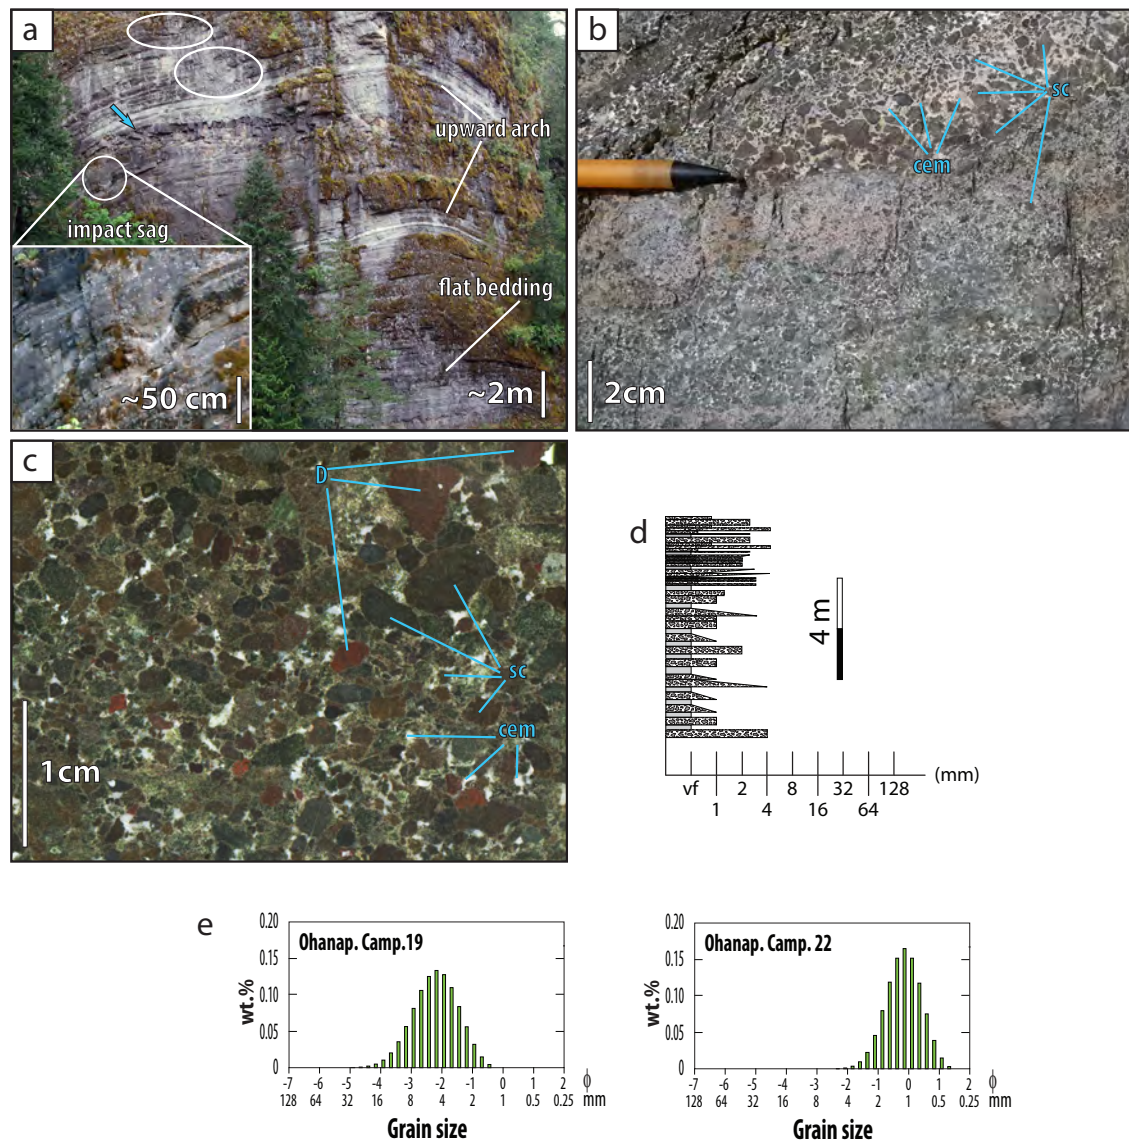 a
upward arch
impact sag
flat bedding
~50 cm
~2m
b
sc
cem
2cm
c
D
sc
cem
1cm
d
4 m
vf 2 8 32 128 (mm)
1 4 16 64
e
Ohanap. Camp.19
wt.%
0.20
0.15
0.10
0.05
0
-7 -6 -5 -4 -3 -2 -1 0 1 2 ϕ
128 64 32 16 8 4 2 1 0.5 0.25 mm
Grain size
Ohanap. Camp. 22
wt.%
0.20
0.15
0.10
0.05
0
-7 -6 -5 -4 -3 -2 -1 0 1 2 ϕ
128 64 32 16 8 4 2 1 0.5 0.25 mm
Grain size